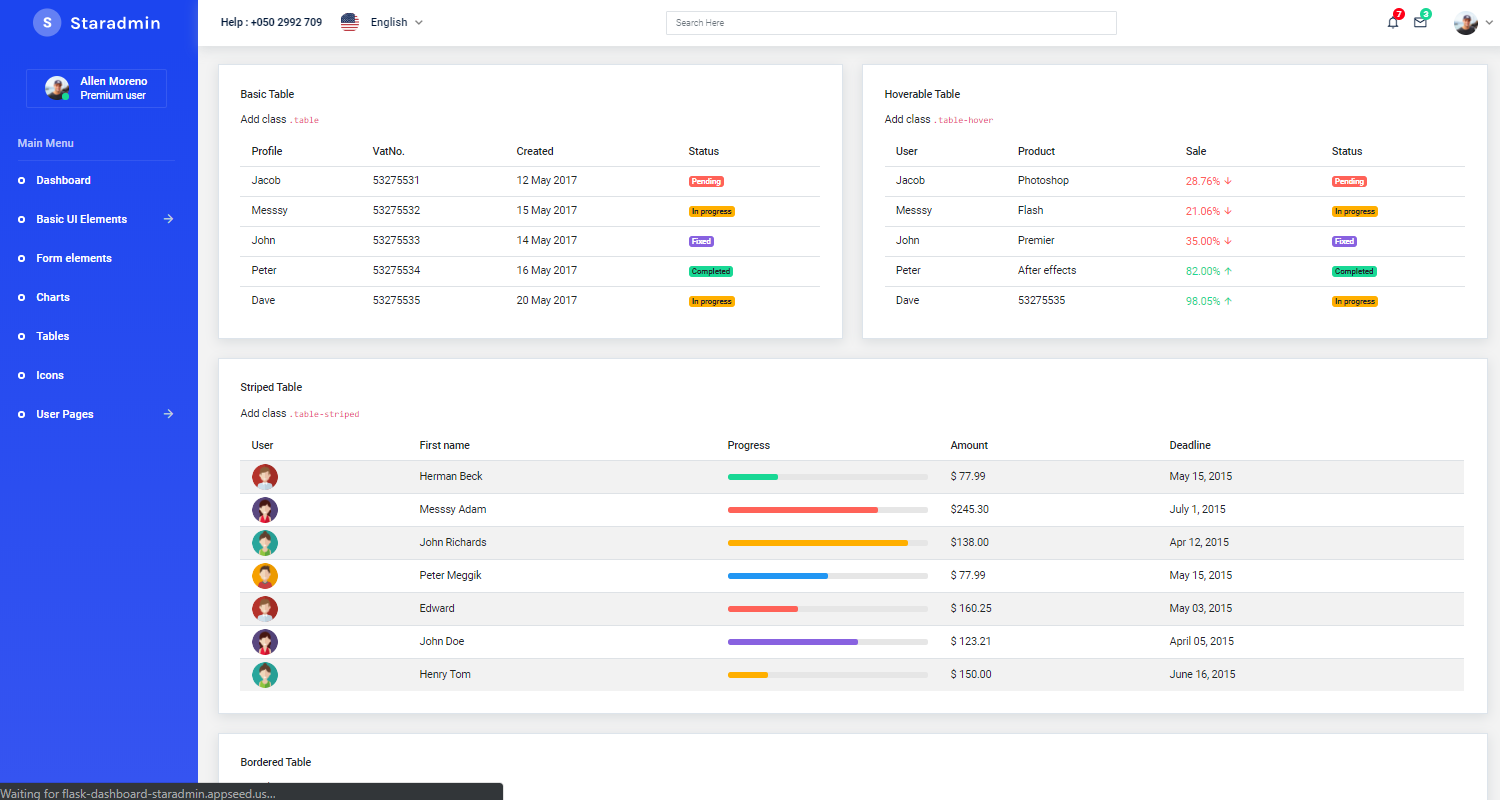 S Staradmin
Help : +050 2992 709 English Search Here 7 3
Allen Moreno
Premium user
Main Menu
Dashboard
Basic UI Elements
Form elements
Charts
Tables
Icons
User Pages
Basic Table
Add class .table
Profile VatNo. Created Status
Jacob 53275531 12 May 2017 Pending
Messsy 53275532 15 May 2017 In progress
John 53275533 14 May 2017 Fixed
Peter 53275534 16 May 2017 Completed
Dave 53275535 20 May 2017 In progress
Hoverable Table
Add class .table-hover
User Product Sale Status
Jacob Photoshop 28.76% ↓ Pending
Messsy Flash 21.06% ↓ In progress
John Premier 35.00% ↓ Fixed
Peter After effects 82.00% ↑ Completed
Dave 53275535 98.05% ↑ In progress
Striped Table
Add class .table-striped
User First name Progress Amount Deadline
Herman Beck $ 77.99 May 15, 2015
Messsy Adam $245.30 July 1, 2015
John Richards $138.00 Apr 12, 2015
Peter Meggik $ 77.99 May 15, 2015
Edward $ 160.25 May 03, 2015
John Doe $ 123.21 April 05, 2015
Henry Tom $ 150.00 June 16, 2015
Bordered Table
Waiting for flask-dashboard-staradmin.appseed.us...